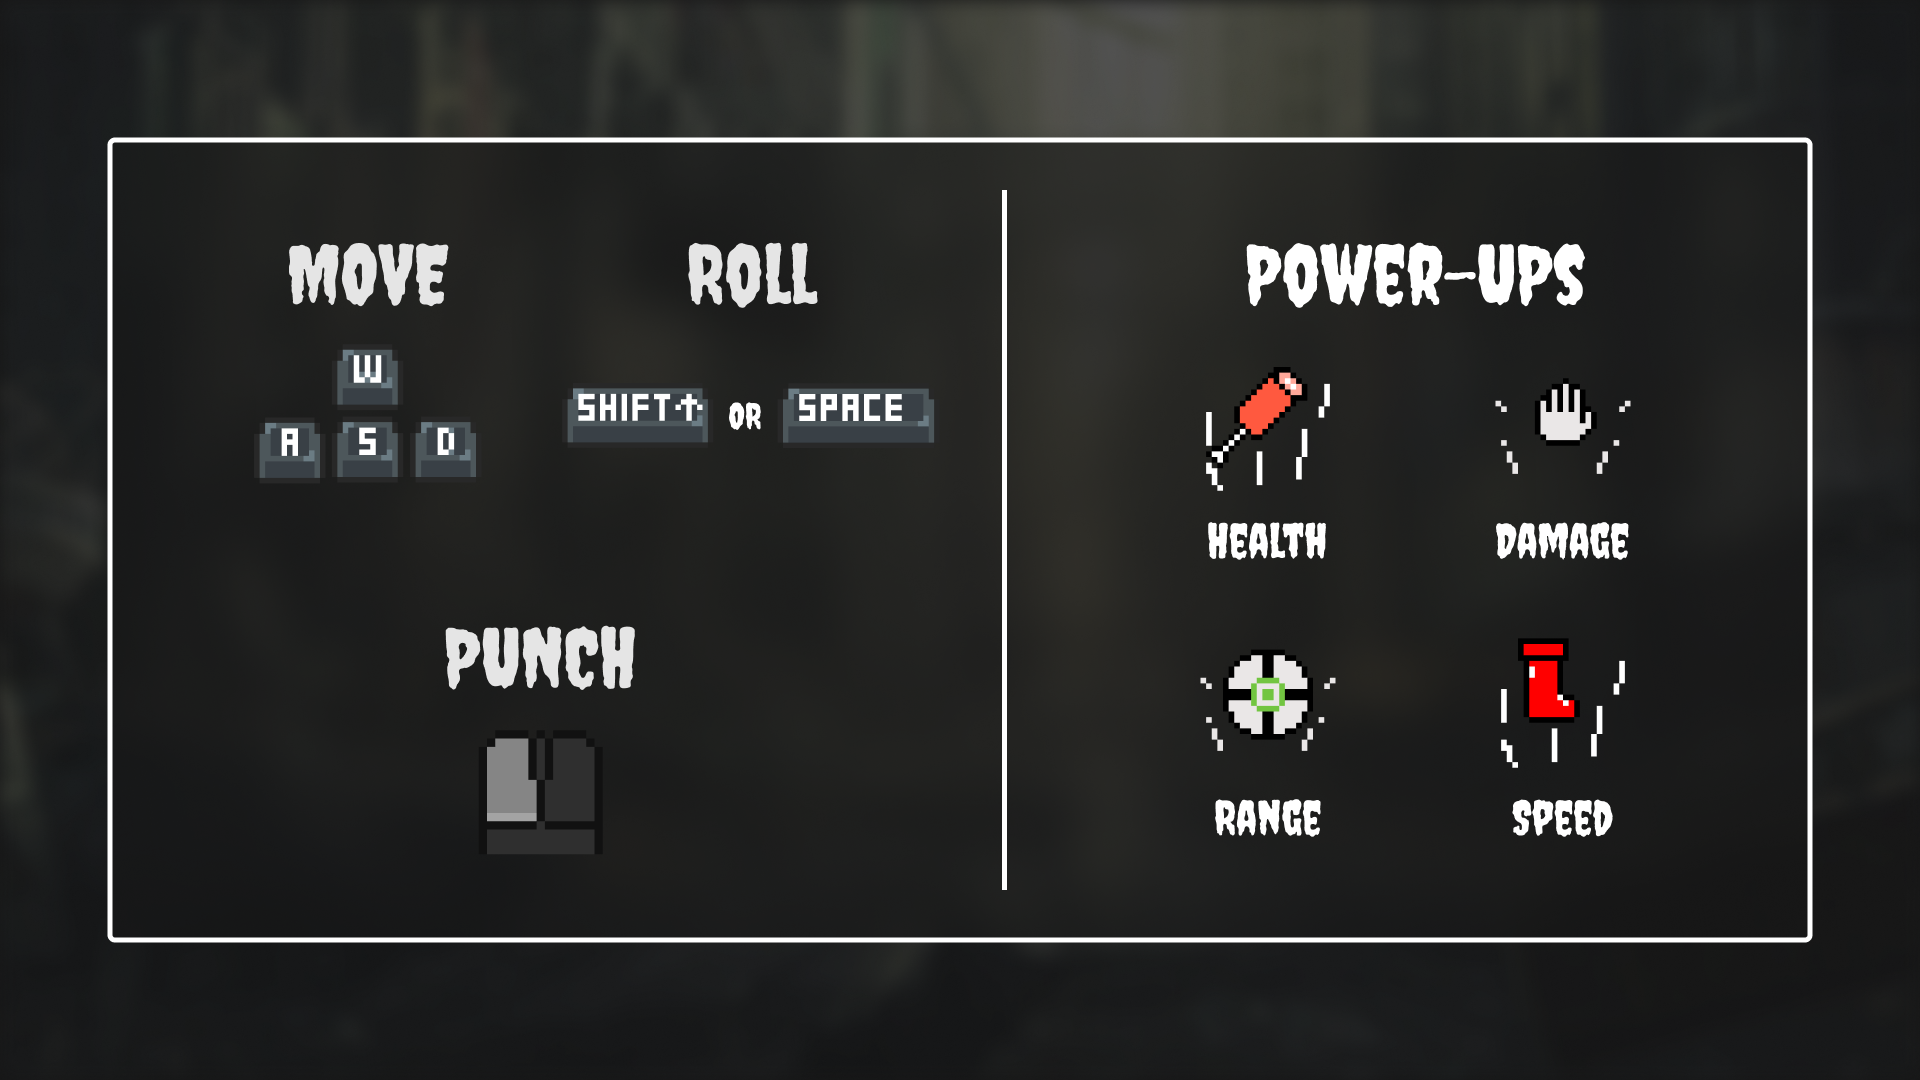 MOVE
W
A S D
ROLL
SHIFT↑ OR SPACE
PUNCH
POWER-UPS
HEALTH
DAMAGE
RANGE
SPEED